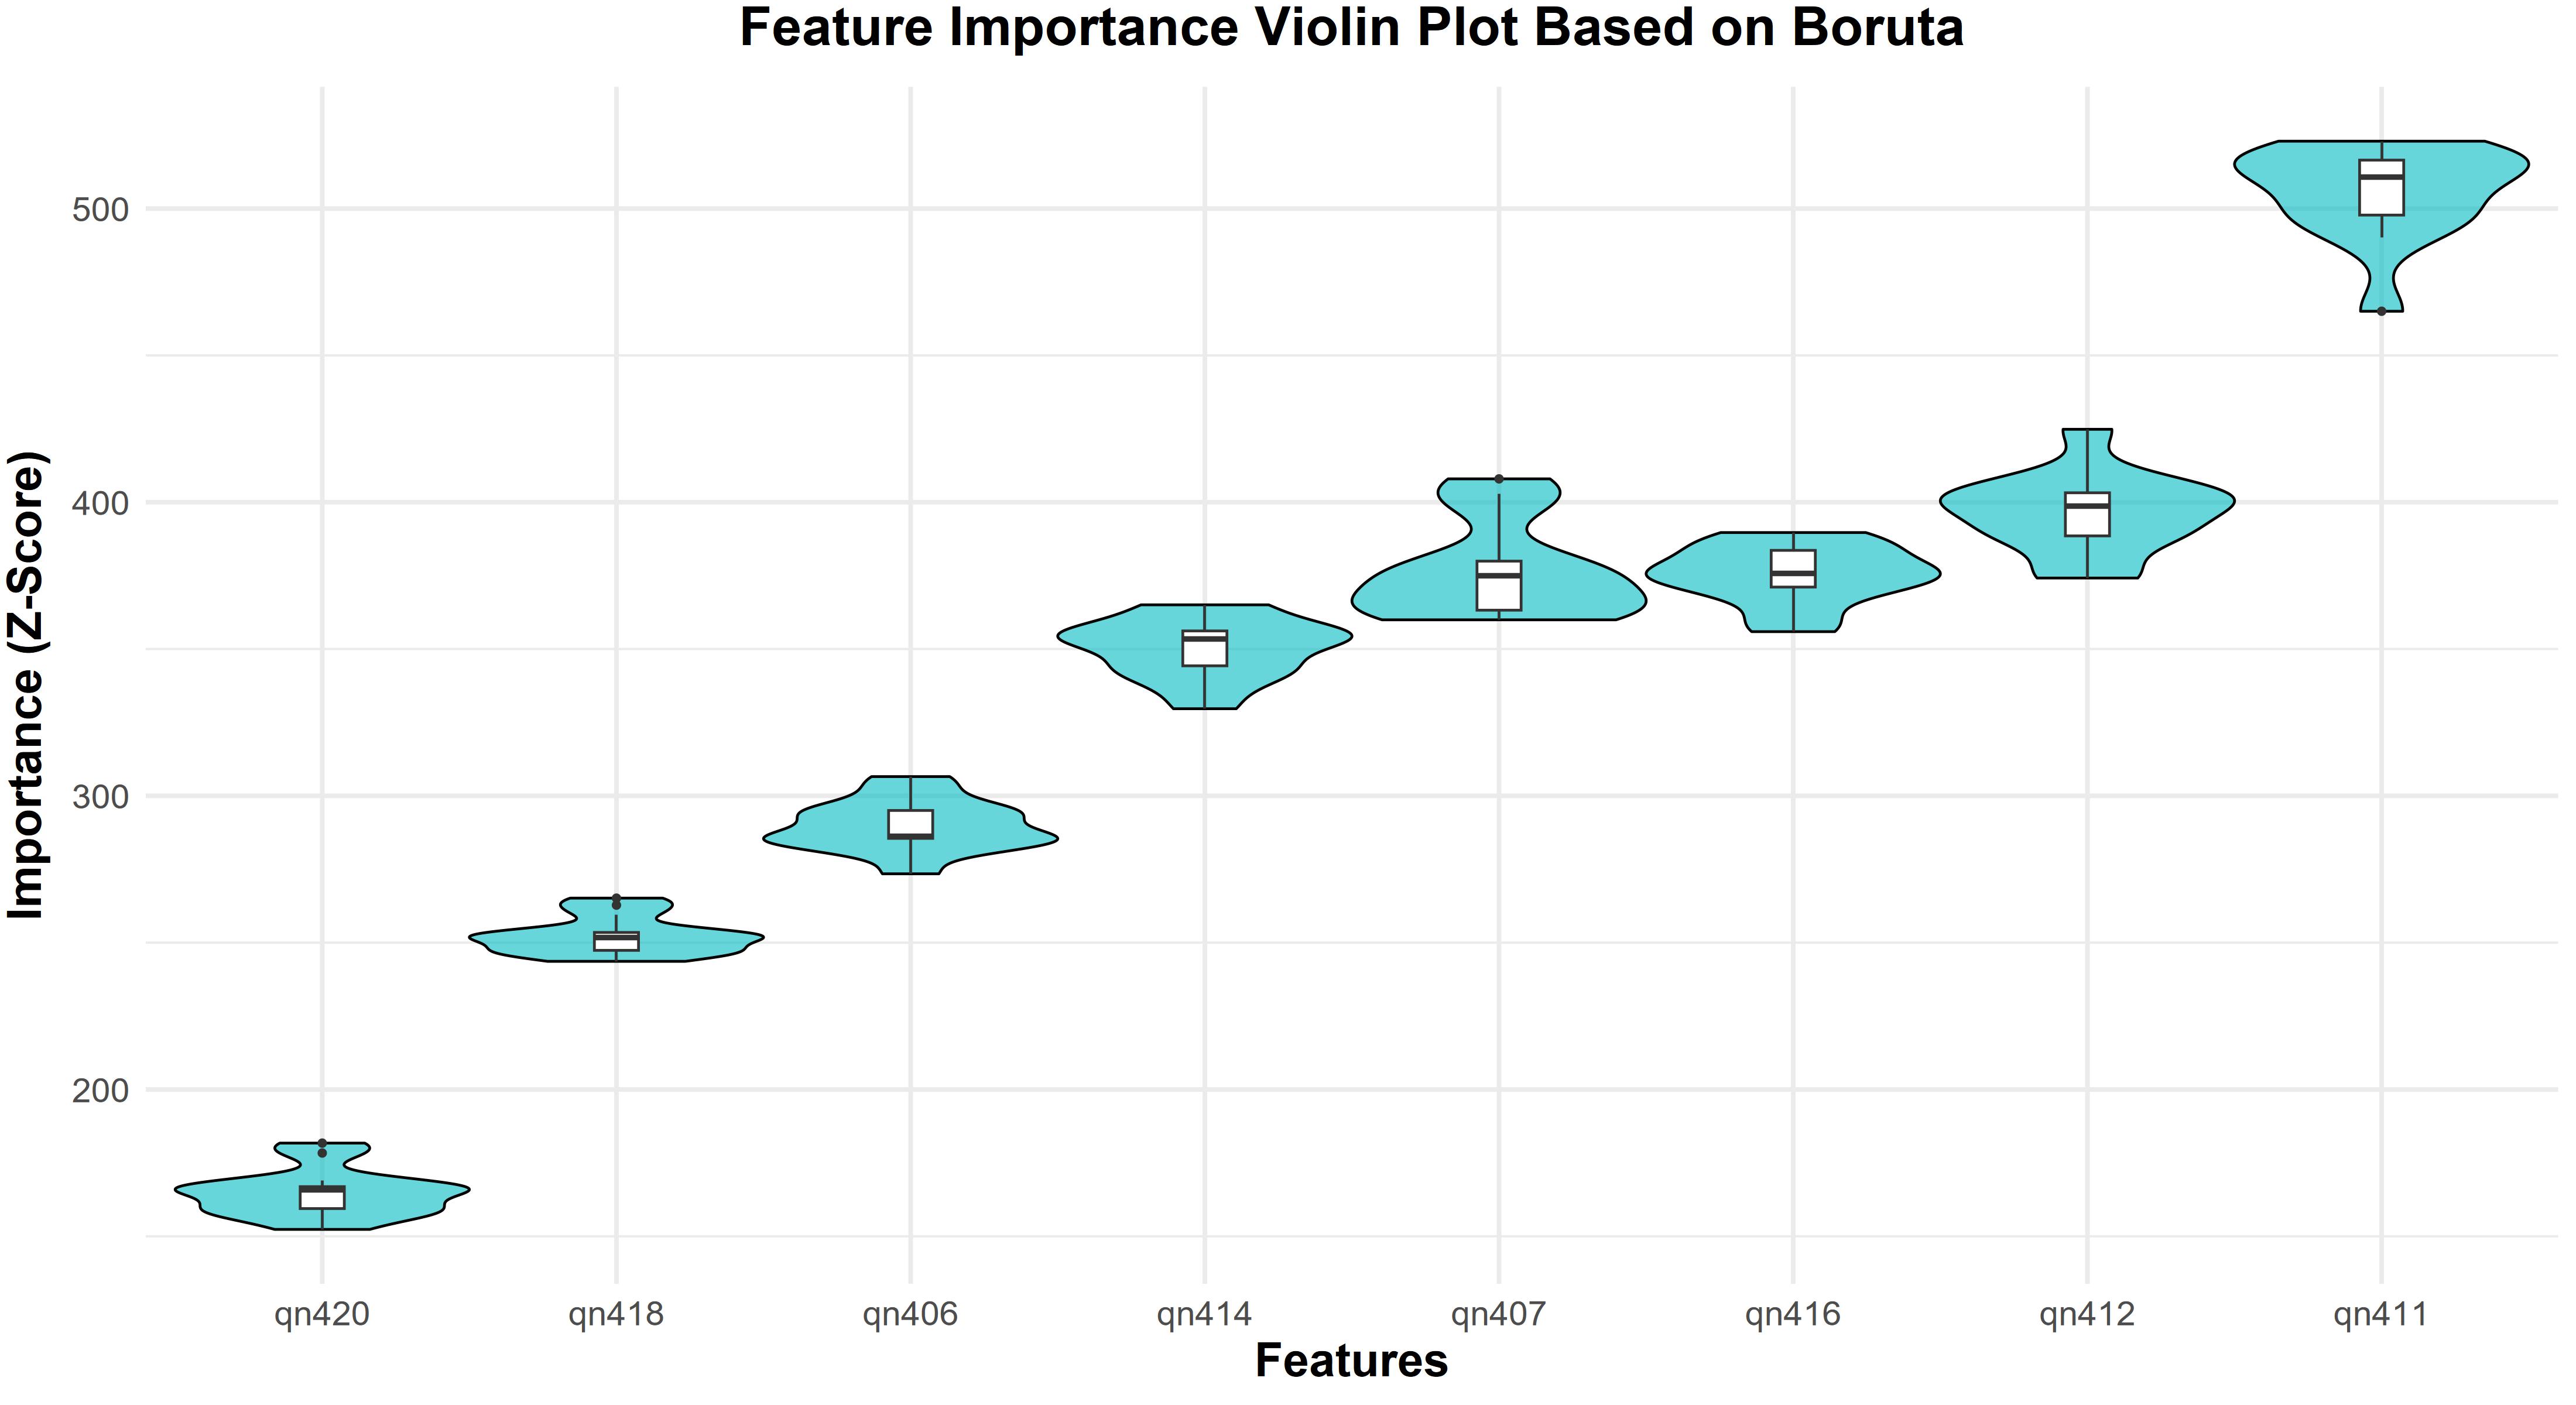 Feature Importance Violin Plot Based on Boruta
Importance (Z-Score)
500
400
300
200
qn420 qn418 qn406 qn414 qn407 qn416 qn412 qn411
Features